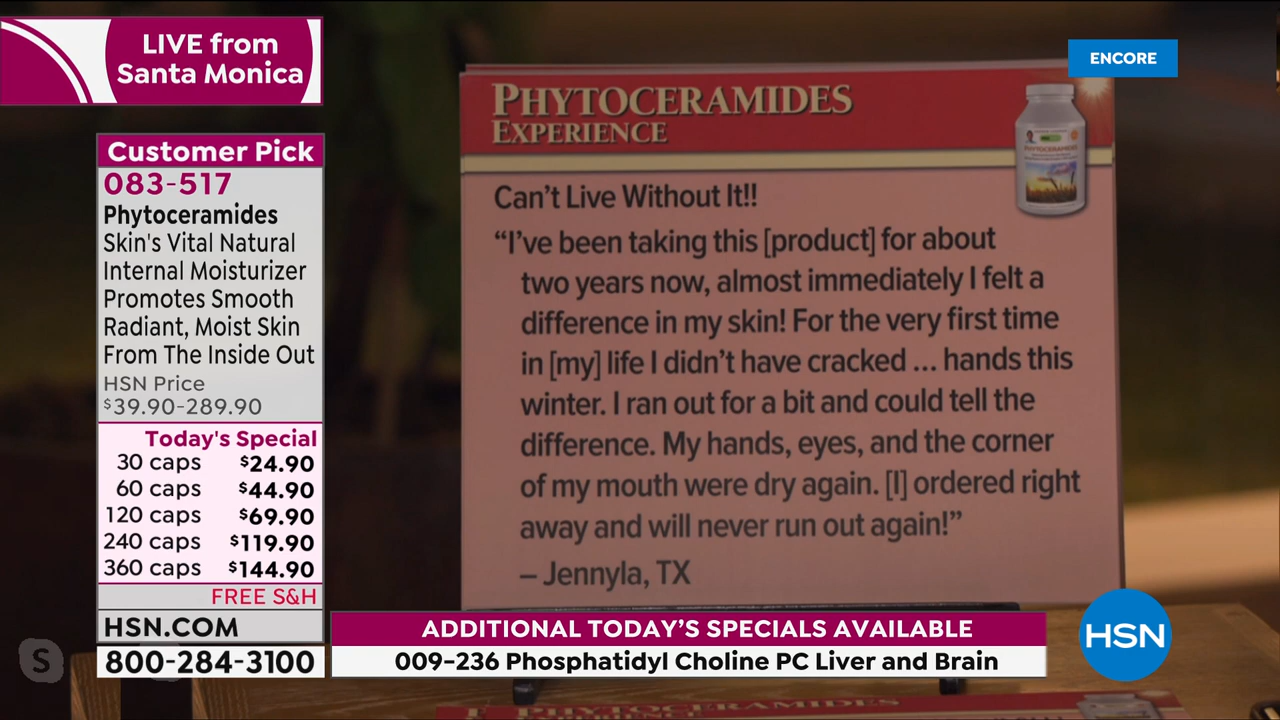 LIVE from
Santa Monica
ENCORE
Customer Pick
083-517
Phytoceramides
Skin's Vital Natural
Internal Moisturizer
Promotes Smooth
Radiant, Moist Skin
From The Inside Out
HSN Price
$39.90-289.90
Today's Special
30 caps $24.90
60 caps $44.90
120 caps $69.90
240 caps $119.90
360 caps $144.90
FREE S&H
HSN.COM
800-284-3100
PHYTOCERAMIDES
EXPERIENCE
PHYTOCERAMIDES
Can't Live Without It!!
“I've been taking this [product] for about
two years now, almost immediately I felt a
difference in my skin! For the very first time
in [my] life I didn't have cracked ... hands this
winter. I ran out for a bit and could tell the
difference. My hands, eyes, and the corner
of my mouth were dry again. [I] ordered right
away and will never run out again!”
– Jennyla, TX
ADDITIONAL TODAY'S SPECIALS AVAILABLE
009-236 Phosphatidyl Choline PC Liver and Brain
HSN
S
PHYTOCERAMIDES
EXPERIENCE